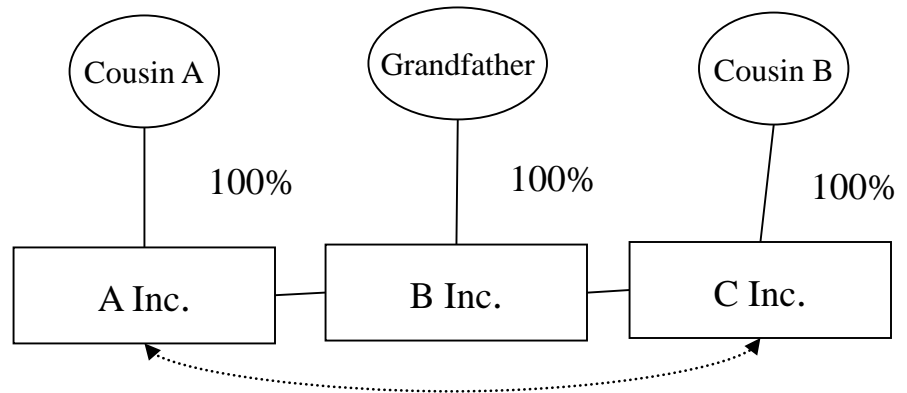 Cousin A
Grandfather
Cousin B
100%
100%
100%
A Inc.
B Inc.
C Inc.